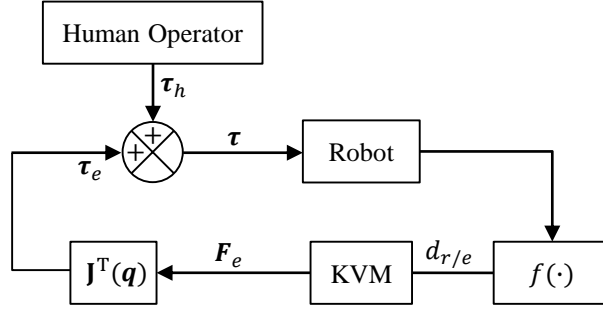 Human Operator
τ_h
+
+
τ_e
τ
Robot
J^T(q)
F_e
KVM
d_{r/e}
f(·)